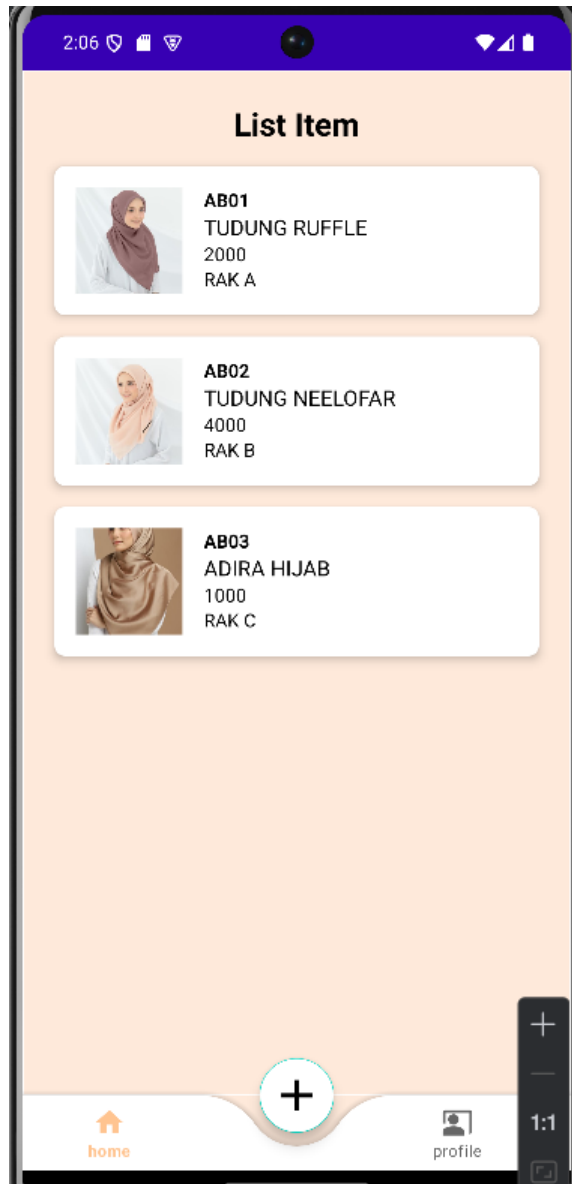 2:06
List Item
AB01
TUDUNG RUFFLE
2000
RAK A
AB02
TUDUNG NEELOFAR
4000
RAK B
AB03
ADIRA HIJAB
1000
RAK C
home
profile
1:1